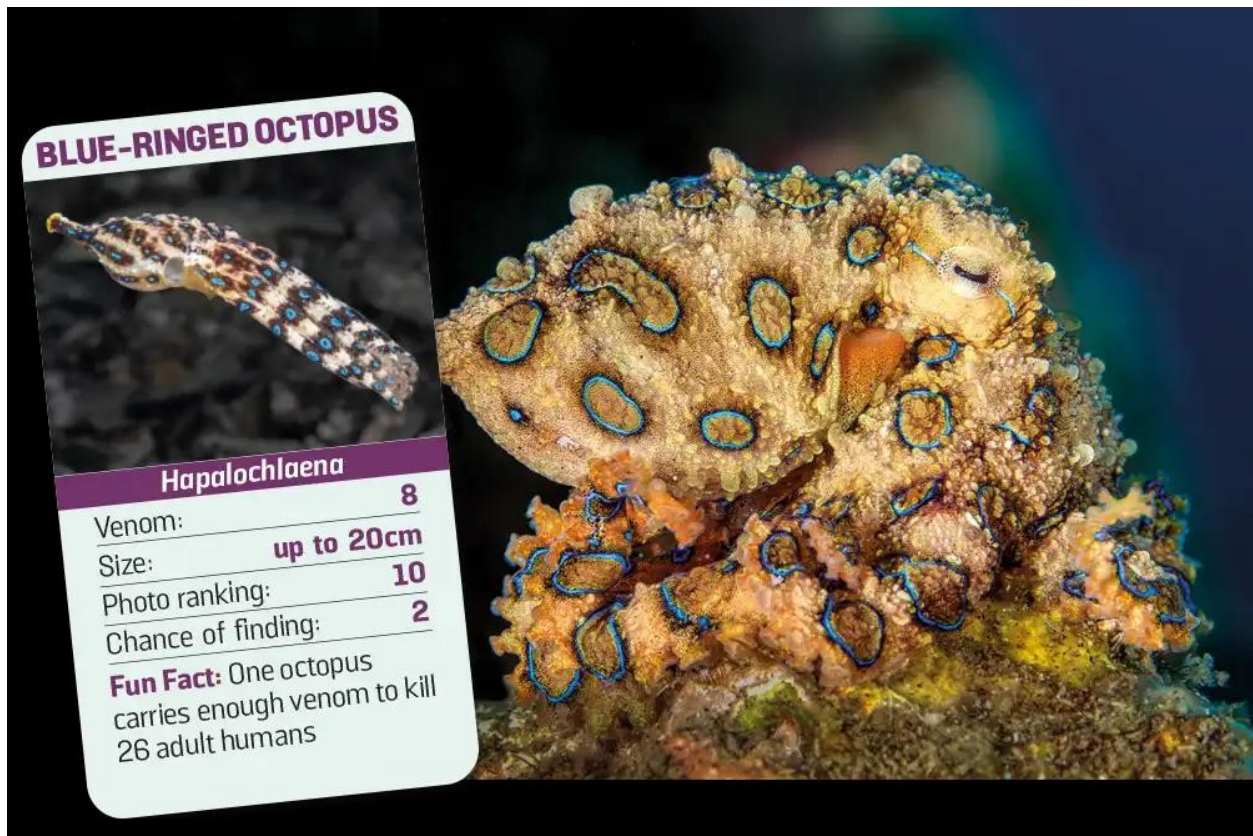 BLUE-RINGED OCTOPUS
Hapalochlaena
Venom: 8
Size: up to 20cm
Photo ranking: 10
Chance of finding: 2
Fun Fact: One octopus
carries enough venom to kill
26 adult humans